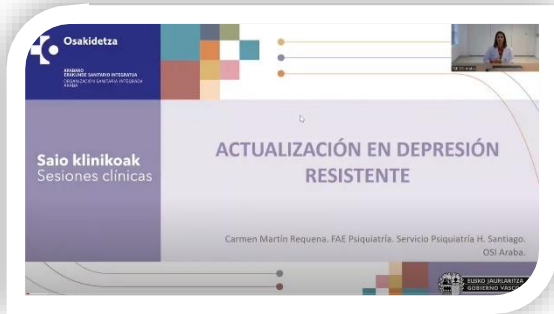 Osakidetza
ARABAKO
ERAKUNDE SANITARIO INTEGRATUA
ORGANIZACIÓN SANITARIA INTEGRADA
ARABA
Saio klinikoak
Sesiones clínicas
ACTUALIZACIÓN EN DEPRESIÓN
RESISTENTE
Carmen Martín Requena. FAE Psiquiatría. Servicio Psiquiatría H. Santiago.
OSI Araba.
EUSKO JAURLARITZA
GOBIERNO VASCO